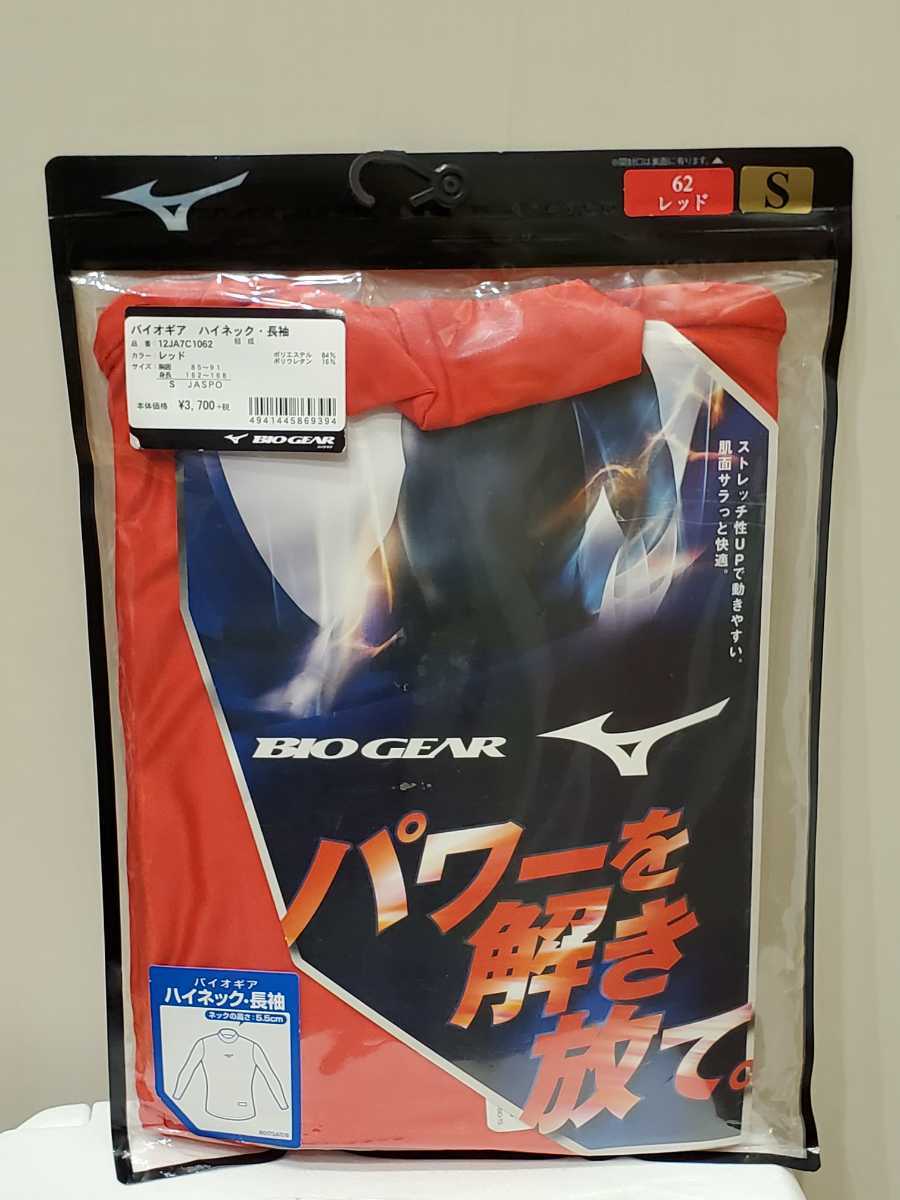 ※開封口は裏面に有ります。▲
62
レッド
S
バイオギア ハイネック・長袖
品 番 12JA7C1062 組 成
カラー レッド ポリエステル 84%
ポリウレタン 16%
サイズ 胸囲 85~91
身長 162~168
S JASPO
本体価格 ¥3,700+税
4941445869394
BIO GEAR
ストレッチ性UPで動きやすい。
肌面サラっと快適。
BIO GEAR
パワーを
解き
放て。
バイオギア
ハイネック・長袖
ネックの高さ:5.5cm